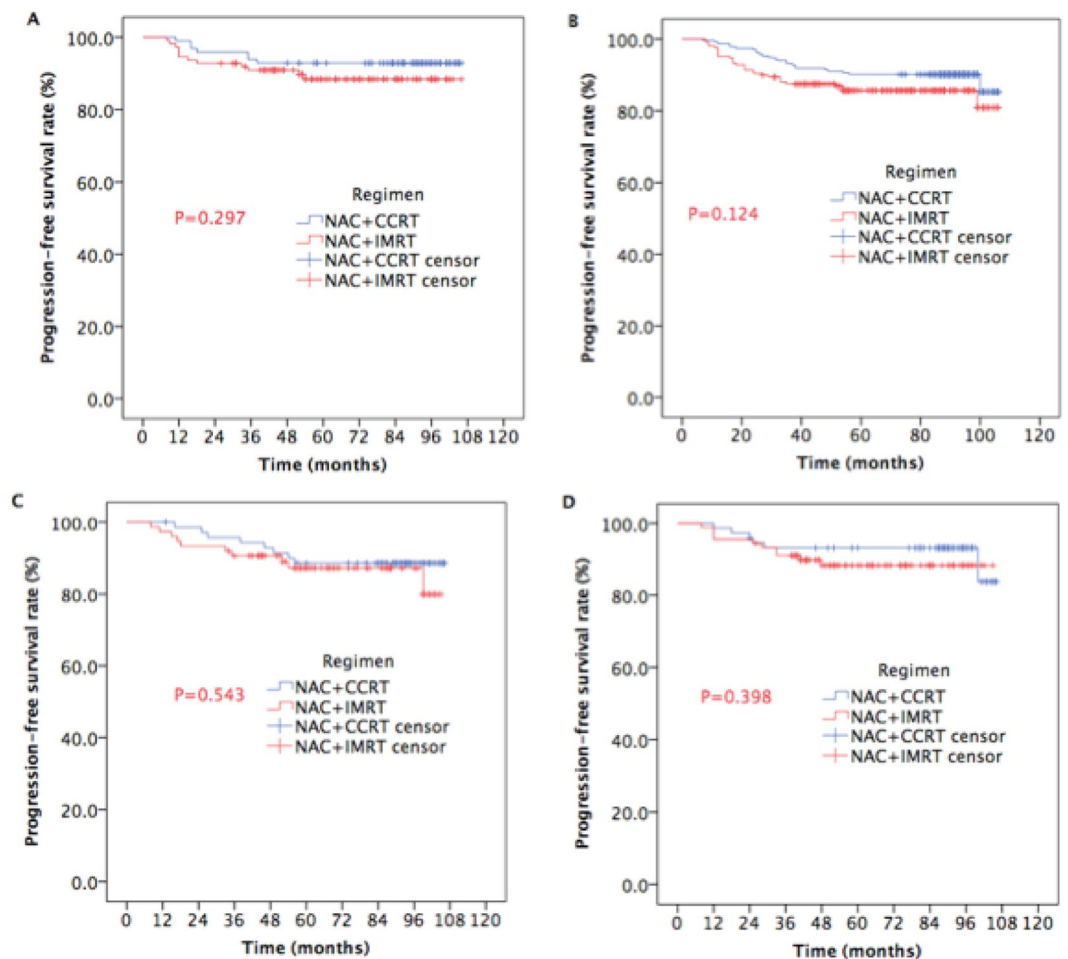 A
Progression-free survival rate (%)
100.0
80.0
60.0
40.0
20.0
0.0
P=0.297
Regimen
NAC+CCRT
NAC+IMRT
NAC+CCRT censor
NAC+IMRT censor
0 12 24 36 48 60 72 84 96 108 120
Time (months)
B
Progression-free survival rate (%)
100.0
80.0
60.0
40.0
20.0
0.0
P=0.124
Regimen
NAC+CCRT
NAC+IMRT
NAC+CCRT censor
NAC+IMRT censor
0 20 40 60 80 100 120
Time (months)
C
Progression-free survival rate (%)
100.0
80.0
60.0
40.0
20.0
0.0
P=0.543
Regimen
NAC+CCRT
NAC+IMRT
NAC+CCRT censor
NAC+IMRT censor
0 12 24 36 48 60 72 84 96 108 120
Time (months)
D
Progression-free survival rate (%)
100.0
80.0
60.0
40.0
20.0
0.0
P=0.398
Regimen
NAC+CCRT
NAC+IMRT
NAC+CCRT censor
NAC+IMRT censor
0 12 24 36 48 60 72 84 96 108 120
Time (months)